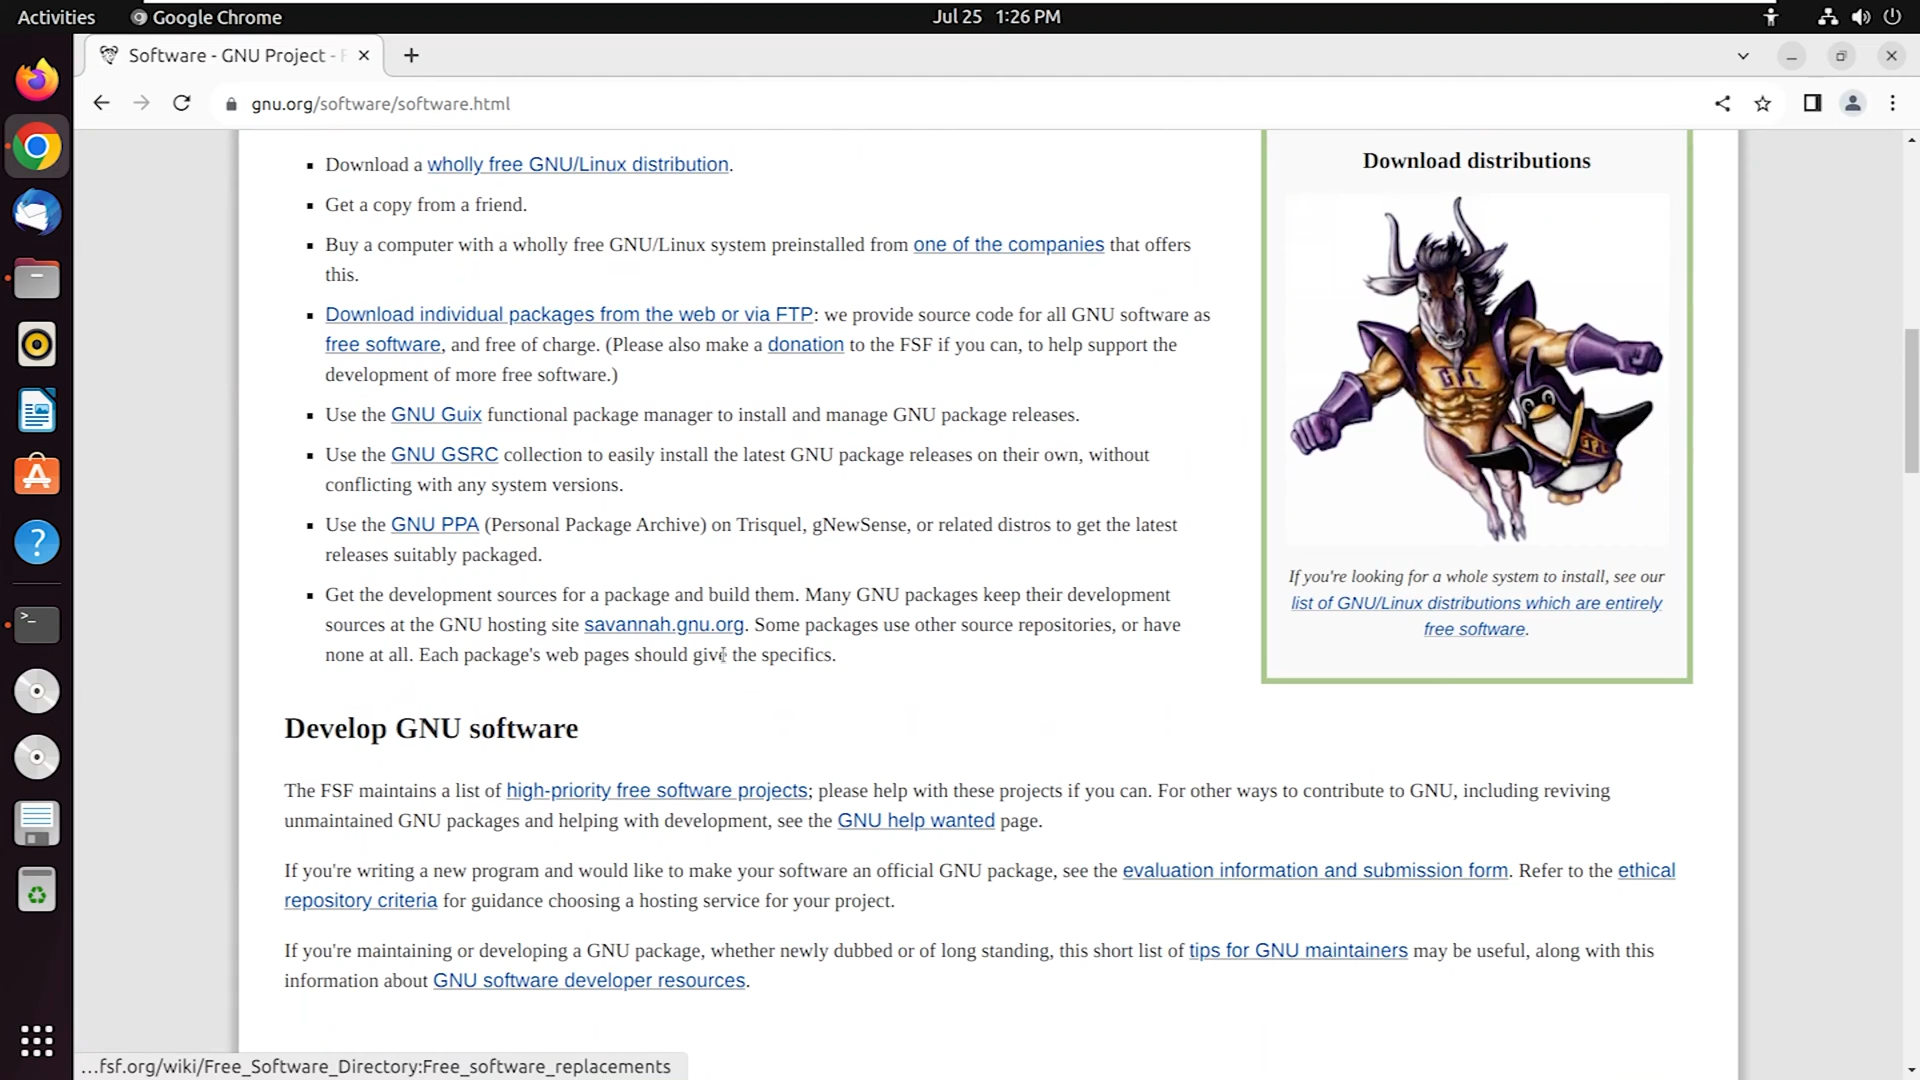 Activities
Google Chrome
Jul 25 1:26 PM
Software - GNU Project -
gnu.org/software/software.html
Download a wholly free GNU/Linux distribution.
Get a copy from a friend.
Buy a computer with a wholly free GNU/Linux system preinstalled from one of the companies that offers
this.
Download individual packages from the web or via FTP: we provide source code for all GNU software as
free software, and free of charge. (Please also make a donation to the FSF if you can, to help support the
development of more free software.)
Use the GNU Guix functional package manager to install and manage GNU package releases.
Use the GNU GSRC collection to easily install the latest GNU package releases on their own, without
conflicting with any system versions.
Use the GNU PPA (Personal Package Archive) on Trisquel, gNewSense, or related distros to get the latest
releases suitably packaged.
Get the development sources for a package and build them. Many GNU packages keep their development
sources at the GNU hosting site savannah.gnu.org. Some packages use other source repositories, or have
none at all. Each package's web pages should give the specifics.
Download distributions
GPL
If you're looking for a whole system to install, see our
list of GNU/Linux distributions which are entirely
free software.
Develop GNU software
The FSF maintains a list of high-priority free software projects; please help with these projects if you can. For other ways to contribute to GNU, including reviving
unmaintained GNU packages and helping with development, see the GNU help wanted page.
If you're writing a new program and would like to make your software an official GNU package, see the evaluation information and submission form. Refer to the ethical
repository criteria for guidance choosing a hosting service for your project.
If you're maintaining or developing a GNU package, whether newly dubbed or of long standing, this short list of tips for GNU maintainers may be useful, along with this
information about GNU software developer resources.
...fsf.org/wiki/Free_Software_Directory:Free_software_replacements